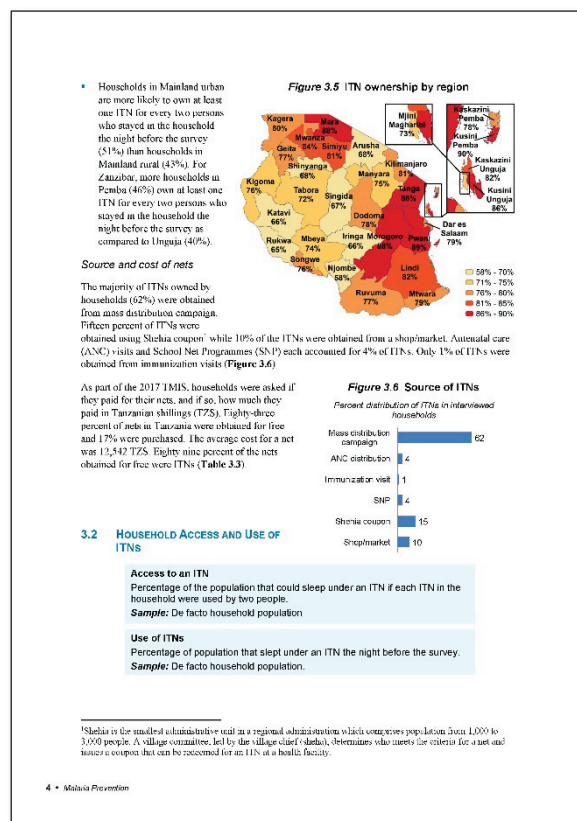 ▪ Households in Mainland urban
are more likely to own at least
one ITN for every two persons
who stayed in the household
the night before the survey
(51%) than households in
Mainland rural (43%). For
Zanzibar, more households in
Pemba (46%) own at least one
ITN for every two persons who
stayed in the household the
night before the survey as
compared to Unguja (40%).
Figure 3.5 ITN ownership by region
Kagera
80%
Mara
88%
Mwanza
84%
Geita
77%
Simiyu
81%
Shinyanga
68%
Arusha
68%
Kilimanjaro
81%
Manyara
75%
Kigoma
76%
Tabora
72%
Singida
67%
Tanga
86%
Dodoma
78%
Katavi
66%
Rukwa
65%
Mbeya
74%
Songwe
76%
Iringa
66%
Morogoro
88%
Pwani
89%
Njombe
58%
Lindi
82%
Ruvuma
77%
Mtwara
79%
Dar es
Salaam
79%
Mjini
Magharibi
73%
Kaskazini
Pemba
78%
Kusini
Pemba
90%
Kaskazini
Unguja
82%
Kusini
Unguja
86%
58% - 70%
71% - 75%
76% - 80%
81% - 85%
86% - 90%
Source and cost of nets
The majority of ITNs owned by
households (62%) were obtained
from mass distribution campaign.
Fifteen percent of ITNs were
obtained using Shehia coupon¹ while 10% of the ITNs were obtained from a shop/market. Antenatal care
(ANC) visits and School Net Programmes (SNP) each accounted for 4% of ITNs. Only 1% of ITNs were
obtained from immunization visits (Figure 3.6)
As part of the 2017 TMIS, households were asked if
they paid for their nets, and if so, how much they
paid in Tanzanian shillings (TZS), Eighty-three
percent of nets in Tanzania were obtained for free
and 17% were purchased. The average cost for a net
was 12,542 TZS. Eighty nine percent of the nets
obtained for free were ITNs (Table 3.3).
Figure 3.6 Source of ITNs
Percent distribution of ITNs in interviewed
households
Mass distribution
campaign
62
ANC distribution
4
Immunization visit
1
SNP
4
Shehia coupon
15
Shop/market
10
3.2 HOUSEHOLD ACCESS AND USE OF
ITNS
Access to an ITN
Percentage of the population that could sleep under an ITN if each ITN in the
household were used by two people.
Sample: De facto household population
Use of ITNs
Percentage of population that slept under an ITN the night before the survey.
Sample: De facto household population.
¹Shehia is the smallest administrative unit in a regional administration which comprises population from 1,000 to
3,000 people. A village committee, led by the village chief (sheha), determines who meets the criteria for a net and
issues a coupon that can be redeemed for an ITN at a health facility.
4 • Malaria Prevention